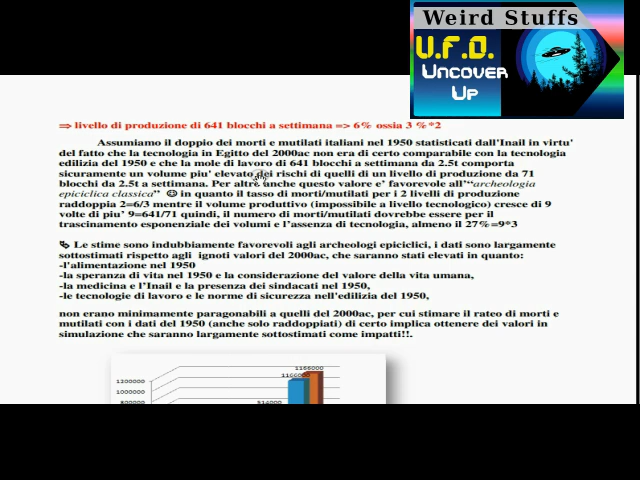 Weird Stuffs
U.F.O.
Uncover
Up
⇒ livello di produzione di 641 blocchi a settimana => 6% ossia 3 %*2
Assumiamo il doppio dei morti e mutilati italiani nel 1950 statisticati dall'Inail in virtu'
del fatto che la tecnologia in Egitto del 2000ac non era di certo comparabile con la tecnologia
edilizia del 1950 e che la mole di lavoro di 641 blocchi a settimana da 2.5t comporta
sicuramente un volume piu' elevato dei rischi di quelli di un livello di produzione da 71
blocchi da 2.5t a settimana. Per altro anche questo valore e' favorevole all'"archeologia
epiciclica classica" ☺ in quanto il tasso di morti/mutilati per i 2 livelli di produzione
raddoppia 2=6/3 mentre il volume produttivo (impossibile a livello tecnologico) cresce di 9
volte di piu' 9=641/71 quindi, il numero di morti/mutilati dovrebbe essere per il
trascinamento esponenziale dei volumi e l'assenza di tecnologia, almeno il 27%=9*3
Le stime sono indubbiamente favorevoli agli archeologi epiciclici, i dati sono largamente
sottostimati rispetto agli ignoti valori del 2000ac, che saranno stati elevati in quanto:
-l'alimentazione nel 1950
-la speranza di vita nel 1950 e la considerazione del valore della vita umana,
-la medicina e l'Inail e la presenza dei sindacati nel 1950,
-le tecnologie di lavoro e le norme di sicurezza nell'edilizia del 1950,
non erano minimamente paragonabili a quelli del 2000ac, per cui stimare il rateo di morti e
mutilati con i dati del 1950 (anche solo raddoppiati) di certo implica ottenere dei valori in
simulazione che saranno largamente sottostimati come impatti!!.
1166000
1200000
1000000